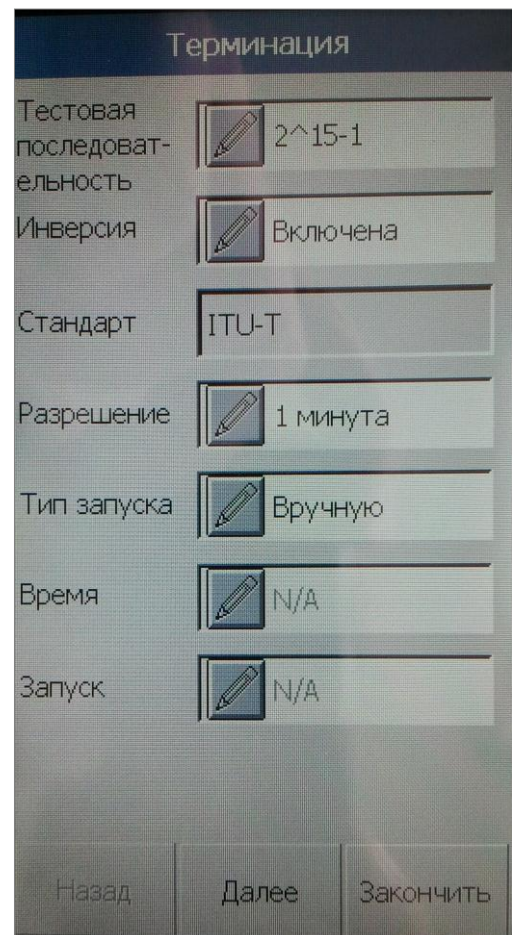 Терминация
Тестовая
последоват-
ельность
2^15-1
Инверсия
Включена
Стандарт
ITU-T
Разрешение
1 минута
Тип запуска
Вручную
Время
N/A
Запуск
N/A
Назад
Далее
Закончить